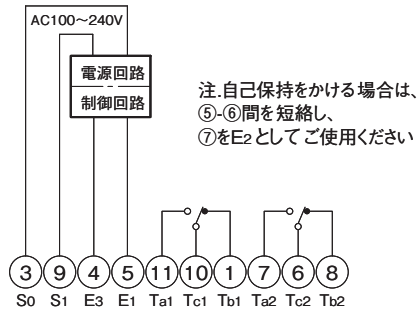 AC100～240V
電源回路
制御回路
注.自己保持をかける場合は、
⑤-⑥間を短絡し、
⑦をE2としてご使用ください
3 9 4 5 11 10 1 7 6 8
S0 S1 E3 E1 Ta1 Tc1 Tb1 Ta2 Tc2 Tb2